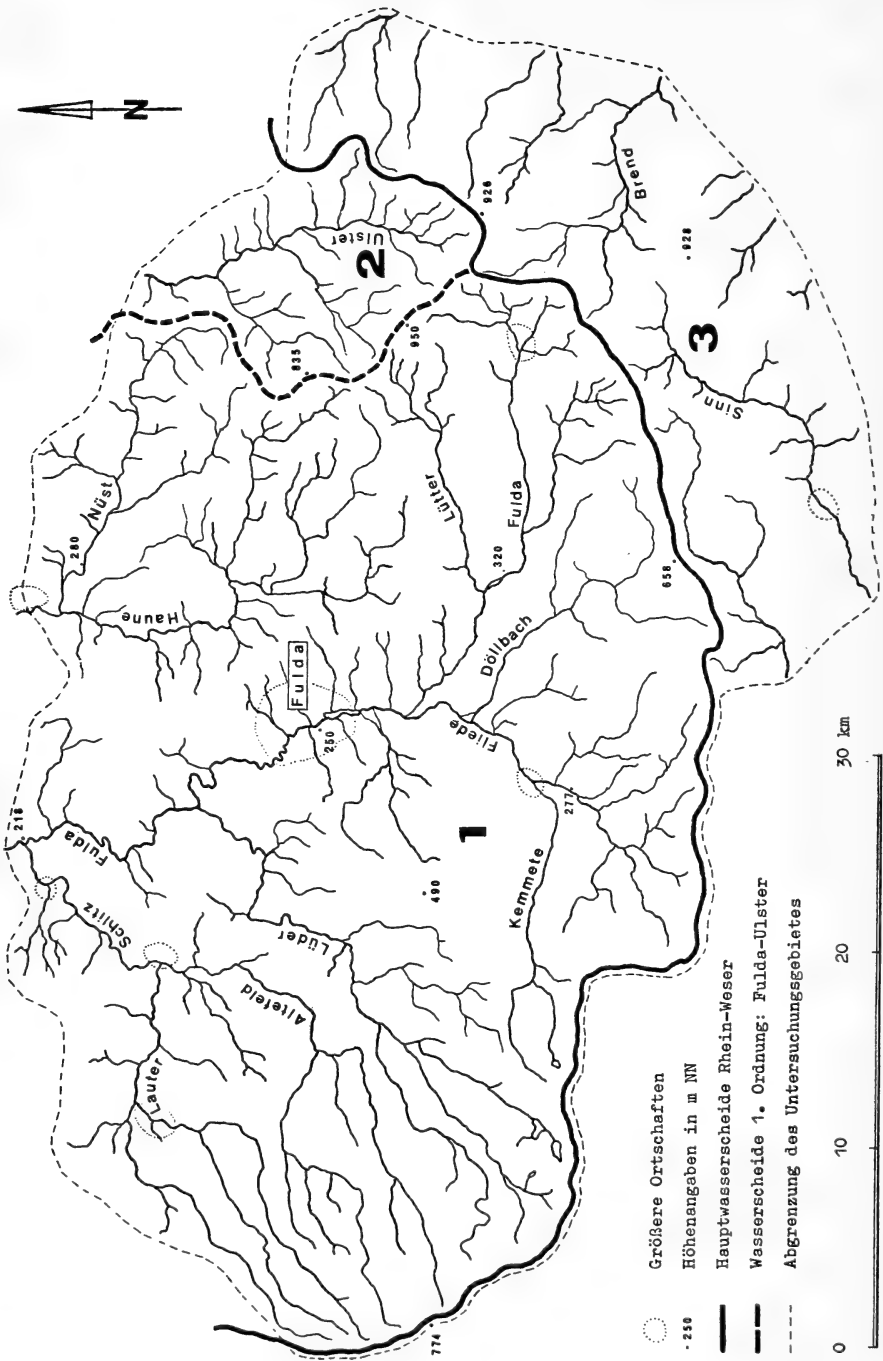 N
218
Fulda
Schlitz
Lauter
Altefeld
Lüder
Haune
280
Nüst
Fulda
250
835
2
Ulster
950
926
Lütter
320
Fulda
Döllbach
Fliede
1
490
Kemmete
277
658
774
Brend
928
3
Sinn
Größere Ortschaften
·250 Höhenangaben in m NN
Hauptwasserscheide Rhein-Weser
Wasserscheide 1. Ordnung: Fulda-Ulster
Abgrenzung des Untersuchungsgebietes
0 10 20 30 km